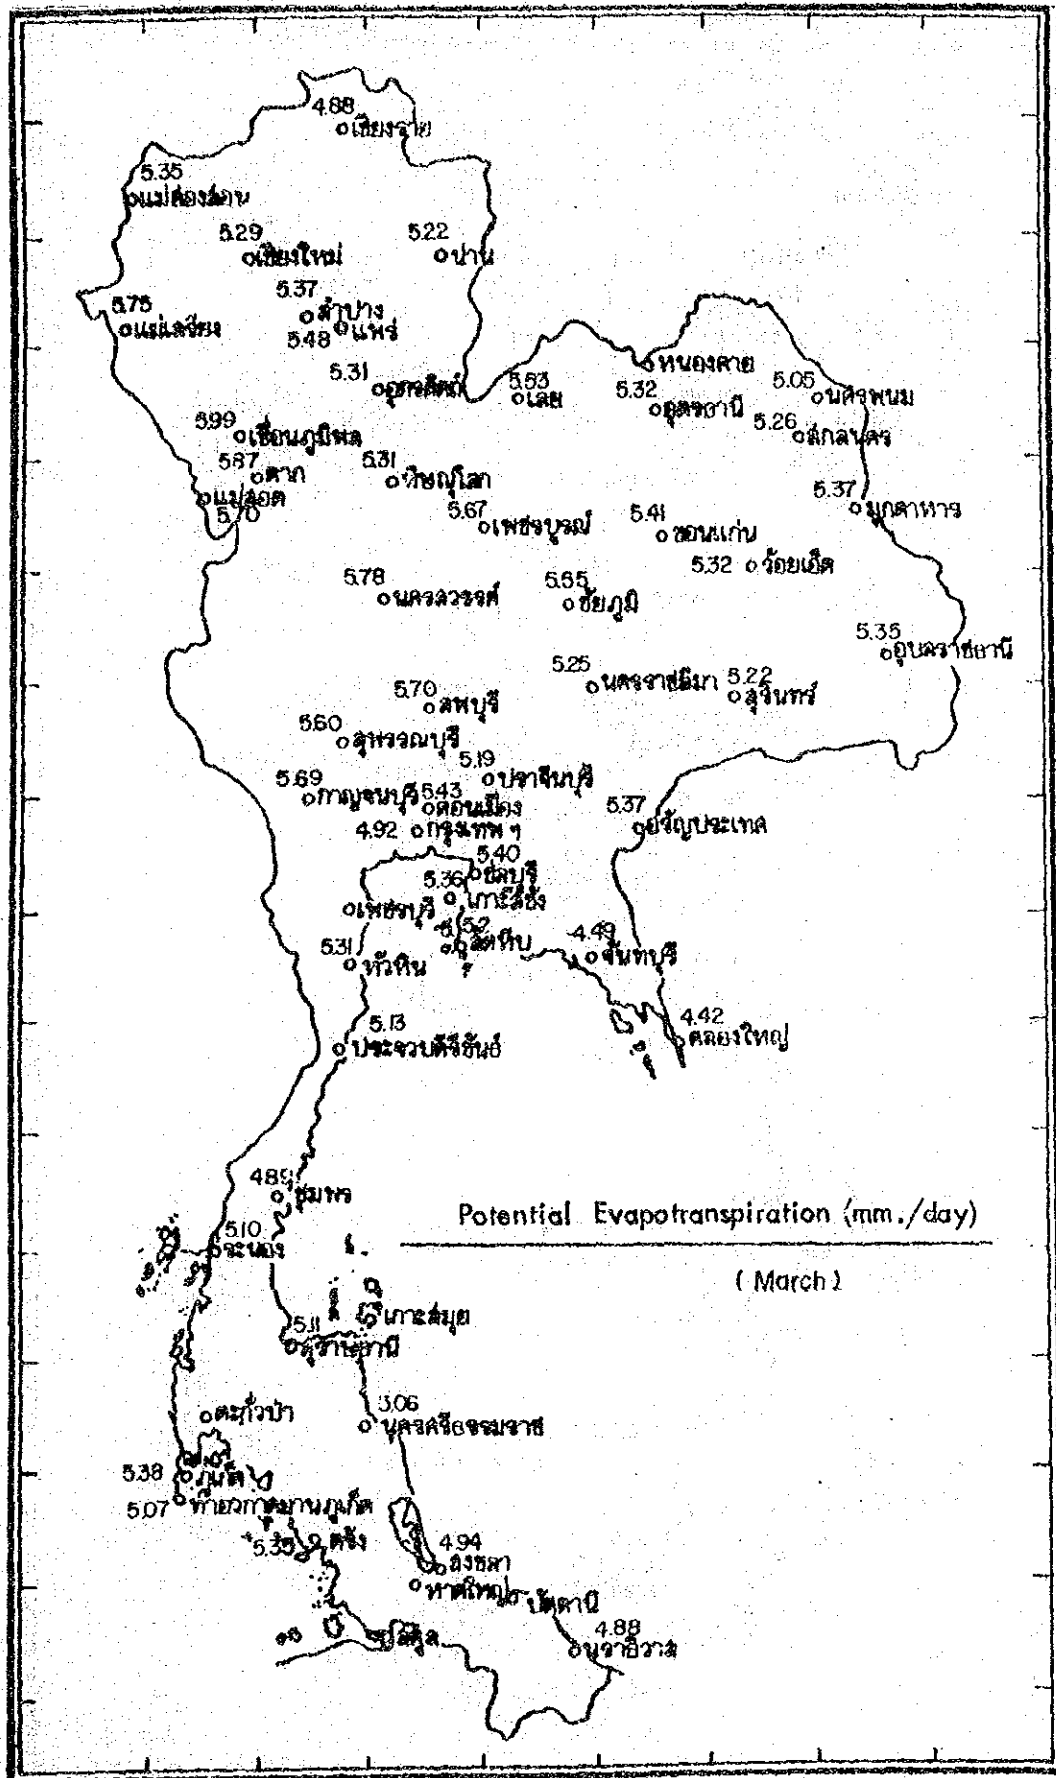 4.88
เชียงราย
5.35
แม่ฮ่องสอน
5.29
เชียงใหม่
5.22
ปาน
5.37
ลำปาง
5.75
แม่เสรียง
แพร่
5.48
5.31
อุตรดิตถ์
หนองคาย
เลย
5.32
อุดรธานี
5.05
นครพนม
5.26
สกลนคร
5.99
เขื่อนภูมิพล
5.87
ตาก
5.31
พิษณุโลก
แม่สอด
5.70
5.67
เพชรบูรณ์
5.41
ขอนแก่น
5.37
มุกดาหาร
5.32
ร้อยเอ็ด
5.78
นครสวรรค์
5.65
ชัยภูมิ
5.35
อุบลราชธานี
5.25
นครราชสีมา
5.22
สุรินทร์
5.70
ลพบุรี
5.60
สุพรรณบุรี
5.19
ปราจีนบุรี
5.69
กาญจนบุรี
5.43
ดอนเมือง
5.37
อรัญประเทศ
4.92
กรุงเทพฯ
5.40
ชลบุรี
5.36
เกาะสีชัง
เพชรบุรี
สัตหีบ
4.49
จันทบุรี
5.31
หัวหิน
4.42
คลองใหญ่
5.13
ประจวบคีรีขันธ์
4.89
ชุมพร
Potential Evapotranspiration (mm./day)
5.10
ระนอง
( March )
เกาะสมุย
5.11
สุราษธานี
ตะกั่วป่า
นครศรีธรรมราช
5.38
ภูเก็ต
5.07
ท่าอากาศยานภูเก็ต
ตรัง
4.94
สงขลา
หาดใหญ่
ปัตตานี
สตูล
4.88
นราธิวาส